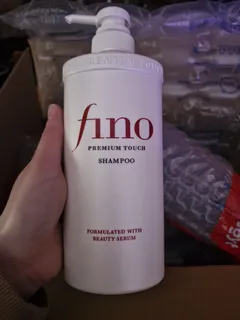 fino
PREMIUM TOUCH
SHAMPOO
FORMULATED WITH
BEAUTY SERUM